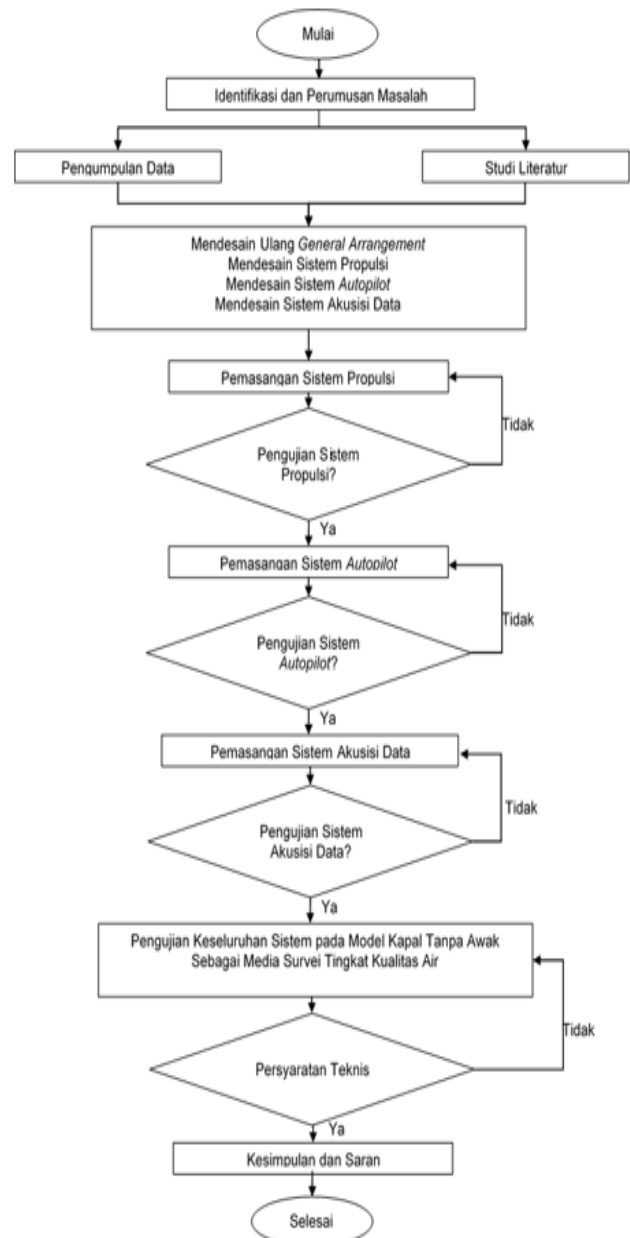 Mulai
Identifikasi dan Perumusan Masalah
Pengumpulan Data
Studi Literatur
Mendesain Ulang General Arrangement
Mendesain Sistem Propulsi
Mendesain Sistem Autopilot
Mendesain Sistem Akusisi Data
Pemasangan Sistem Propulsi
Tidak
Pengujian Sistem
Propulsi?
Ya
Pemasangan Sistem Autopilot
Tidak
Pengujian Sistem
Autopilot?
Ya
Pemasangan Sistem Akusisi Data
Tidak
Pengujian Sistem
Akusisi Data?
Ya
Pengujian Keseluruhan Sistem pada Model Kapal Tanpa Awak
Sebagai Media Survei Tingkat Kualitas Air
Tidak
Persyaratan Teknis
Ya
Kesimpulan dan Saran
Selesai